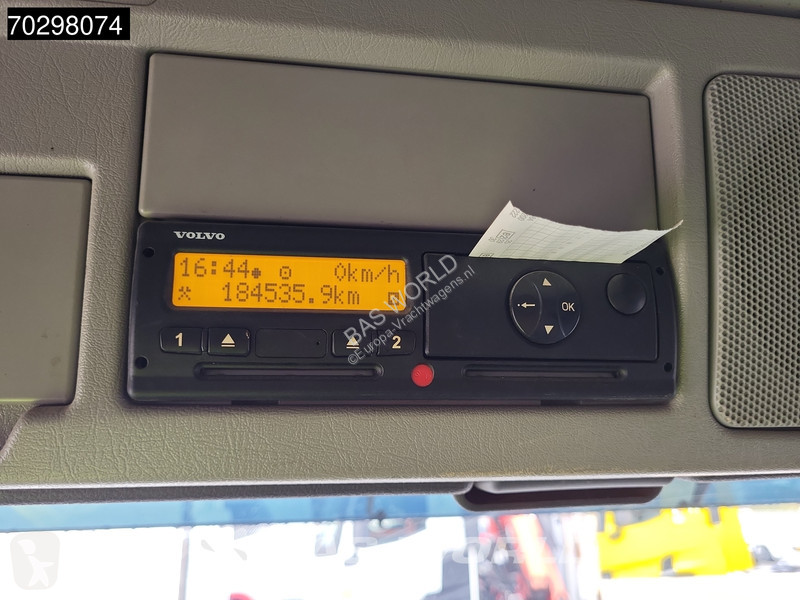 70298074
VOLVO
16:44 0km/h
184535.9km
1 2
OK
BAS WORLD
©Europa-Vrachtwagens.nl